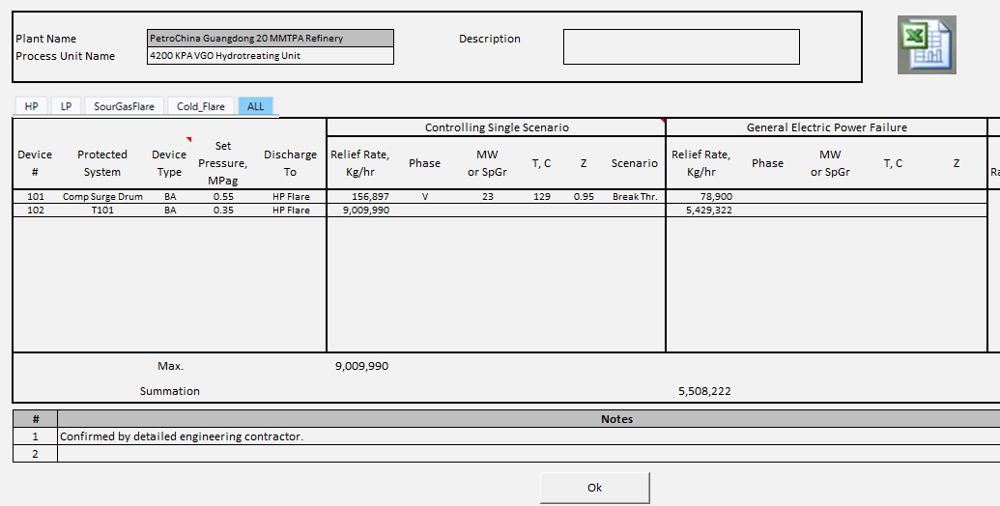 Plant Name PetroChina Guangdong 20 MMTPA Refinery Description
Process Unit Name 4200 KPA VGO Hydrotreating Unit
HP LP SourGasFlare Cold_Flare ALL
Controlling Single Scenario General Electric Power Failure
Device # Protected System Device Type Set Pressure, MPag Discharge To Relief Rate, Kg/hr Phase MW or SpGr T, C Z Scenario Relief Rate, Kg/hr Phase MW or SpGr T, C Z
101 Comp Surge Drum BA 0.55 HP Flare 156,897 V 23 129 0.95 Break Thr. 78,900
102 T101 BA 0.35 HP Flare 9,009,990 5,429,322
Max. 9,009,990
Summation 5,508,222
# Notes
1 Confirmed by detailed engineering contractor.
2
Ok